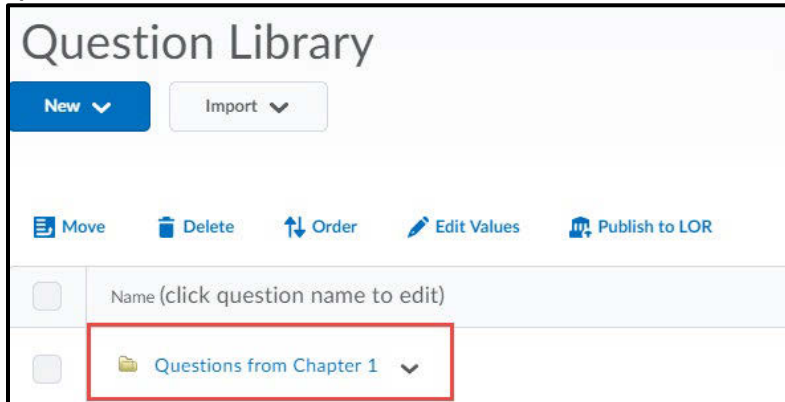 Question Library
New Import
Move Delete Order Edit Values Publish to LOR
Name (click question name to edit)
Questions from Chapter 1